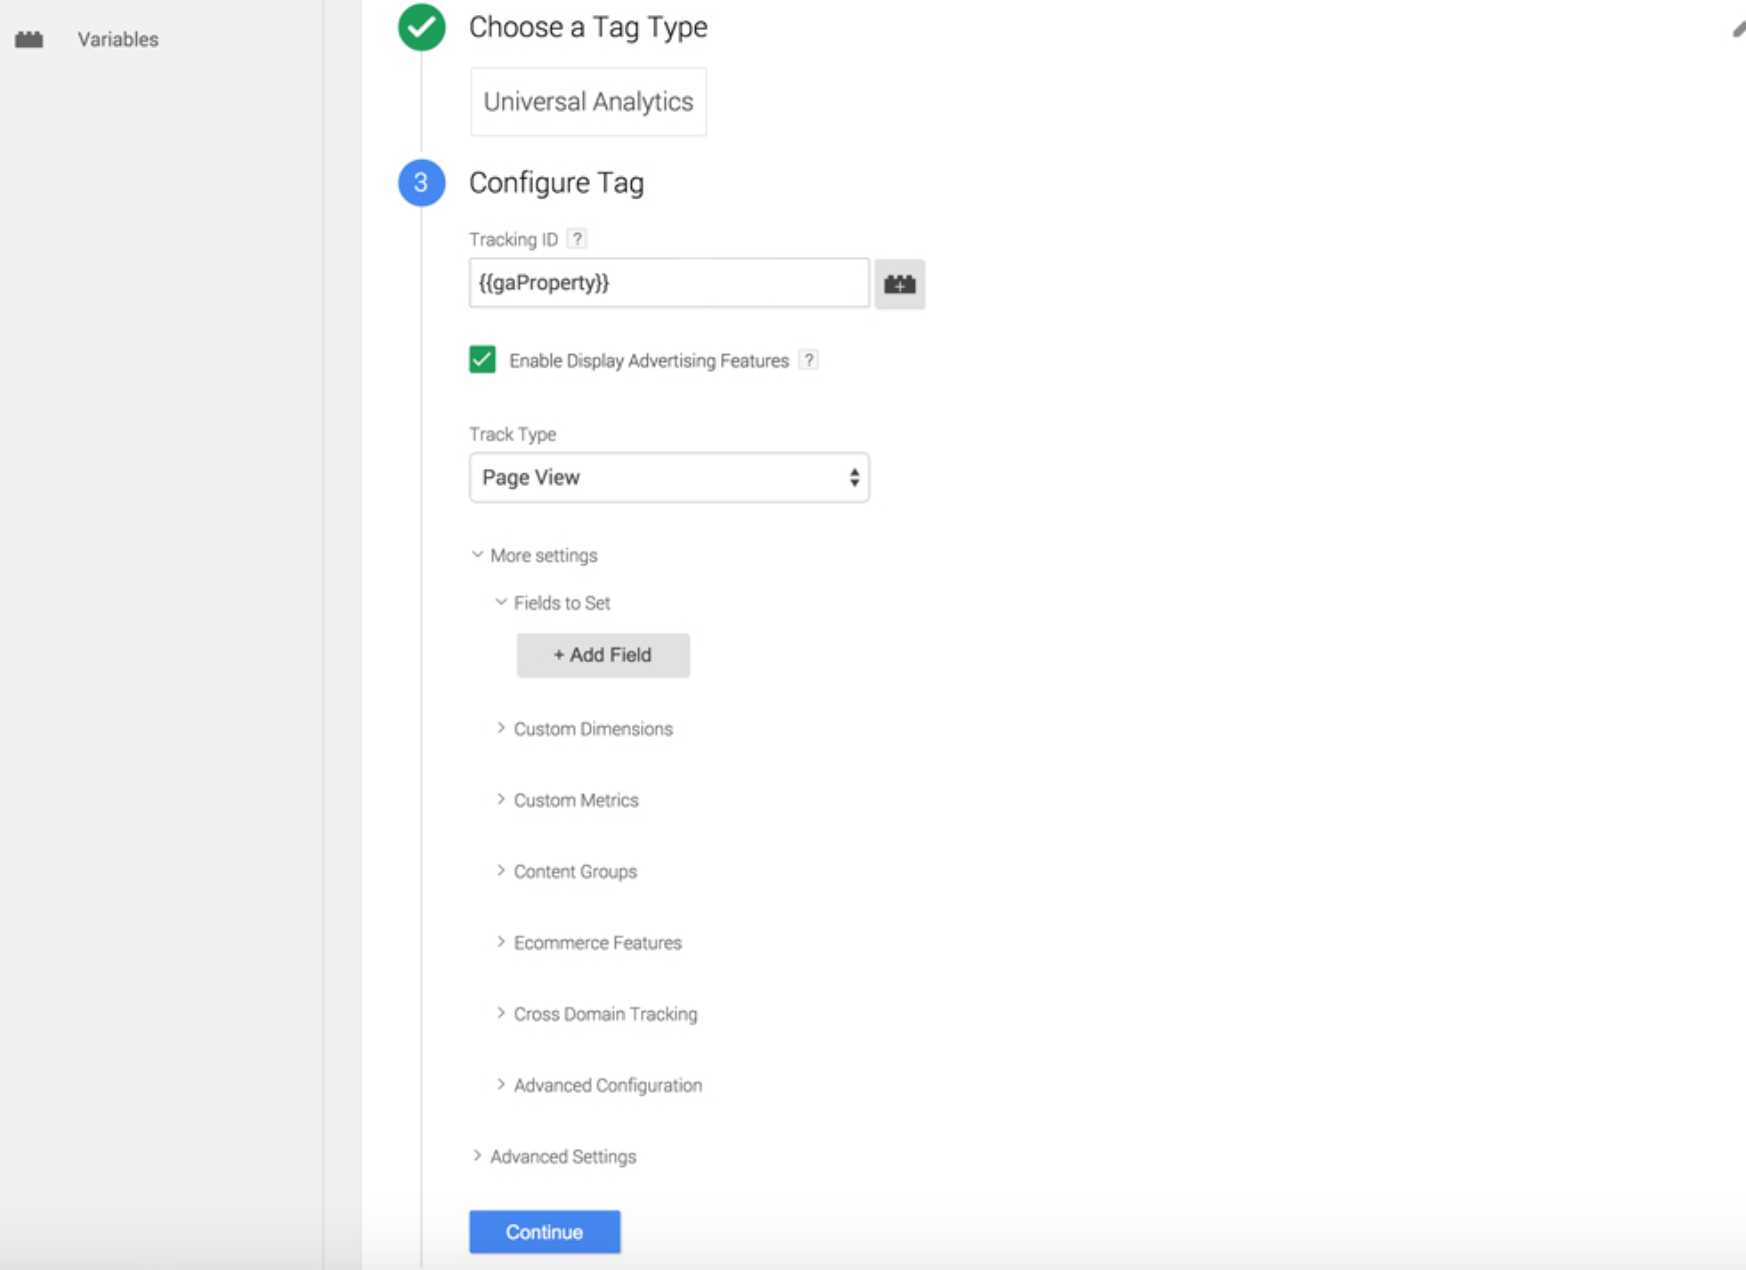 Variables
Choose a Tag Type
Universal Analytics
3 Configure Tag
Tracking ID ?
{{gaProperty}}
Enable Display Advertising Features ?
Track Type
Page View
More settings
Fields to Set
+ Add Field
Custom Dimensions
Custom Metrics
Content Groups
Ecommerce Features
Cross Domain Tracking
Advanced Configuration
Advanced Settings
Continue